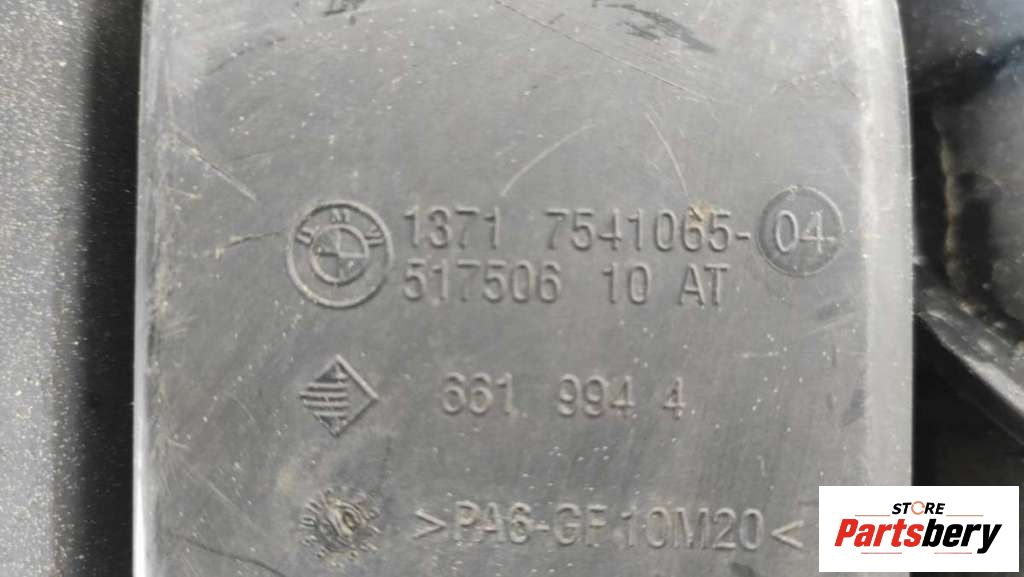 1371 7541065-04
517506 10 AT
661 994 4
>PA6-GF10M20<
STORE
Partsbery